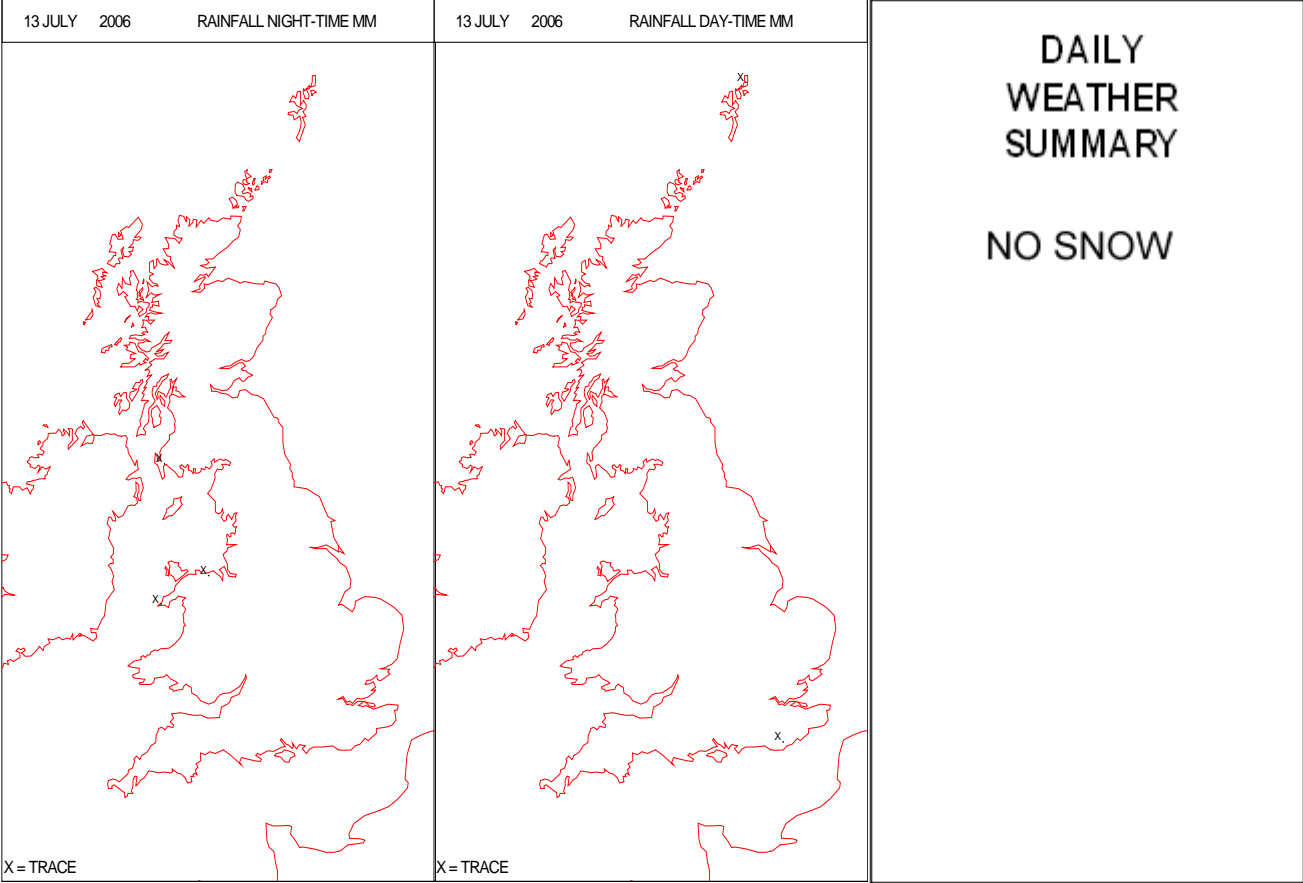 13 JULY 2006 RAINFALL NIGHT-TIME MM
X
X
X
X = TRACE
13 JULY 2006 RAINFALL DAY-TIME MM
X
X
X = TRACE
DAILY
WEATHER
SUMMARY
NO SNOW